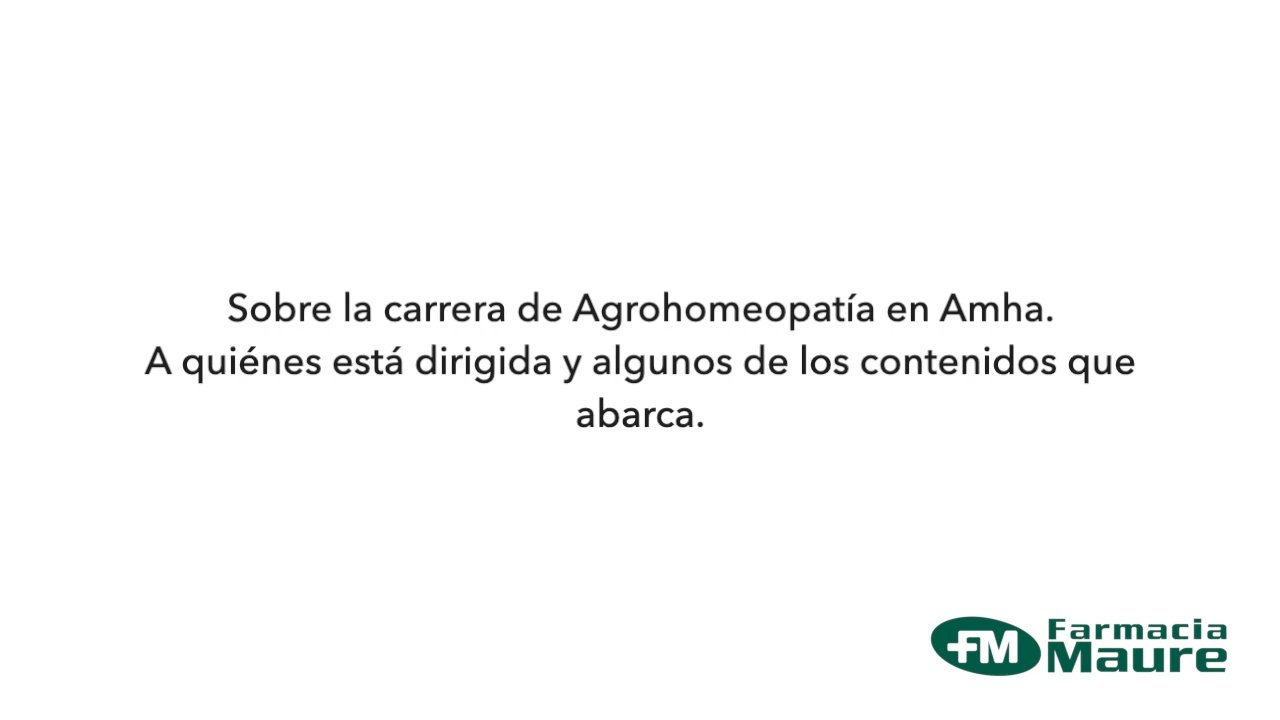 Sobre la carrera de Agrohomeopatía en Amha.
A quiénes está dirigida y algunos de los contenidos que
abarca.
FM Farmacia
Maure